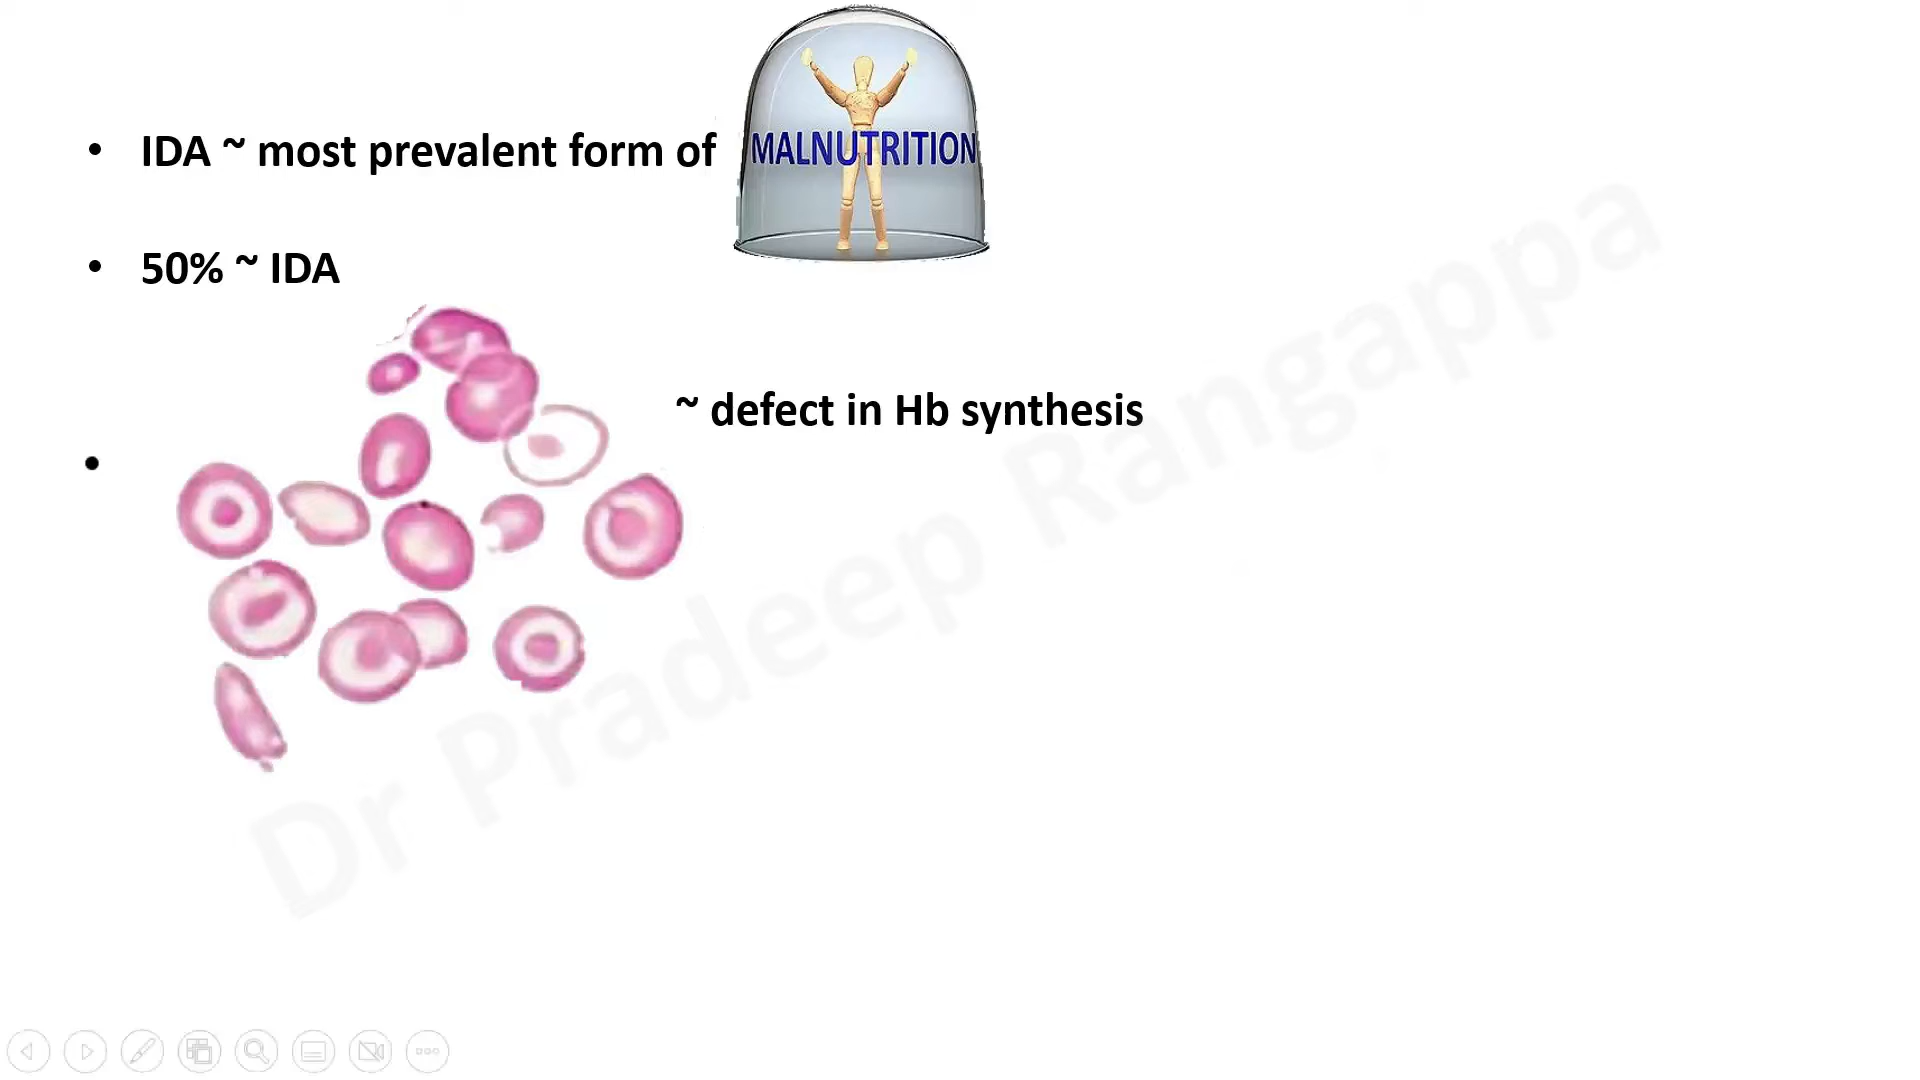 IDA ~ most prevalent form of MALNUTRITION
50% ~ IDA
~ defect in Hb synthesis
Dr Pradeep Rangappa